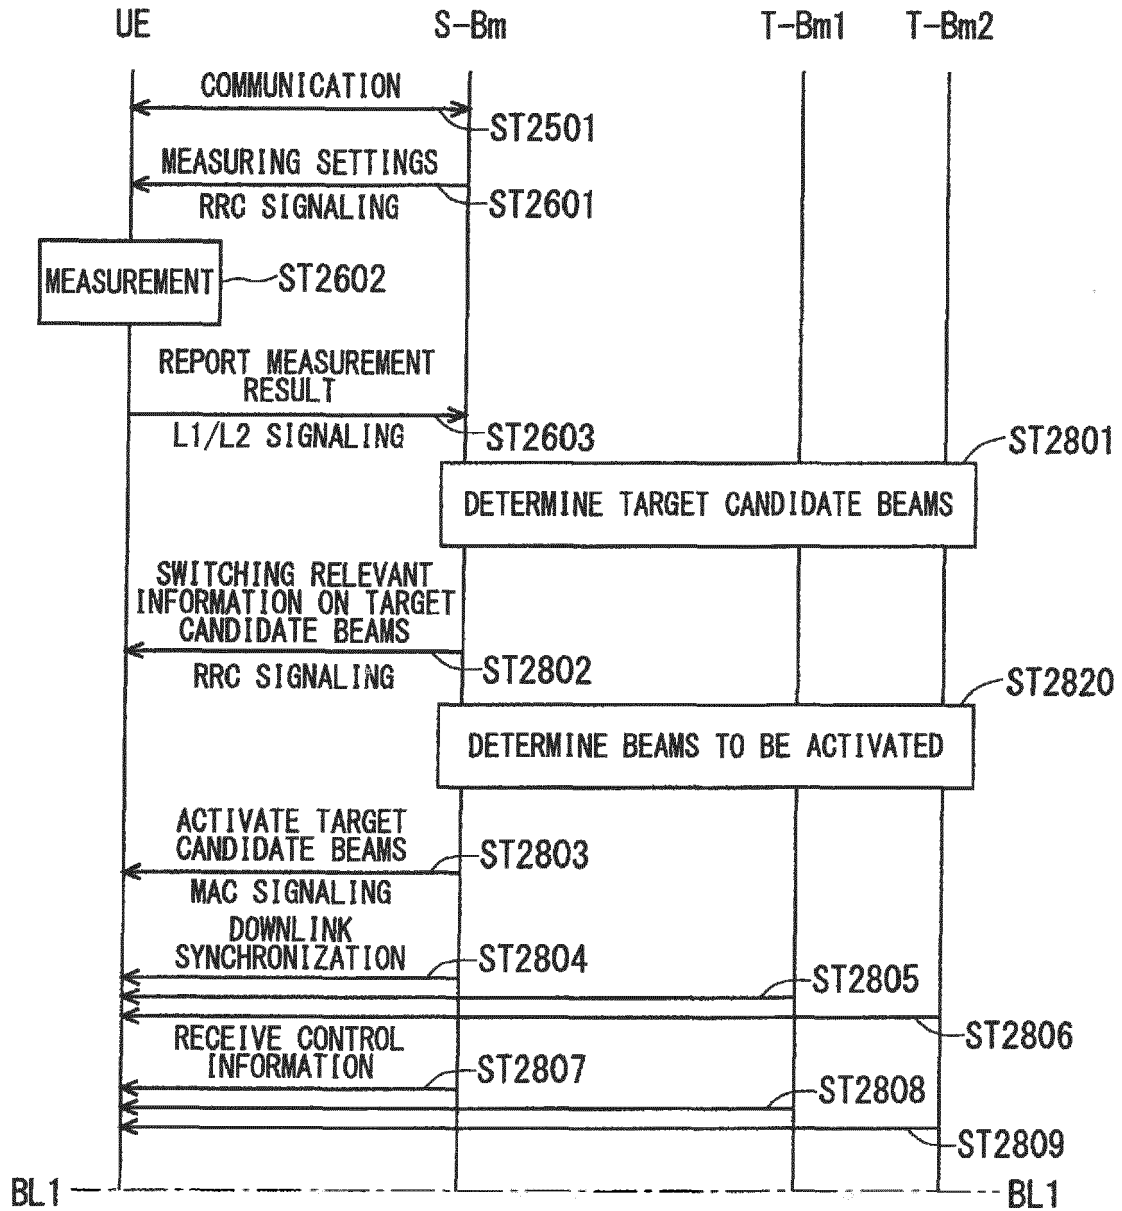 UE S-Bm T-Bm1 T-Bm2
COMMUNICATION
ST2501
MEASURING SETTINGS
RRC SIGNALING
ST2601
MEASUREMENT
ST2602
REPORT MEASUREMENT
RESULT
L1/L2 SIGNALING
ST2603
ST2801
DETERMINE TARGET CANDIDATE BEAMS
SWITCHING RELEVANT
INFORMATION ON TARGET
CANDIDATE BEAMS
RRC SIGNALING
ST2802
ST2820
DETERMINE BEAMS TO BE ACTIVATED
ACTIVATE TARGET
CANDIDATE BEAMS
ST2803
MAC SIGNALING
DOWNLINK
SYNCHRONIZATION
ST2804
ST2805
ST2806
RECEIVE CONTROL
INFORMATION
ST2807
ST2808
ST2809
BL1 BL1